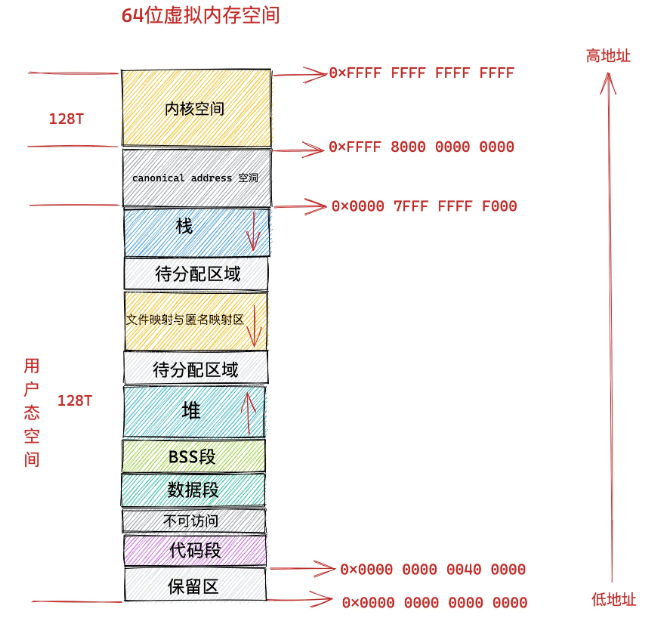 64位虚拟内存空间
高地址
0×FFFF FFFF FFFF FFFF
内核空间
128T
0×FFFF 8000 0000 0000
canonical address 空洞
0×0000 7FFF FFFF F000
栈
待分配区域
文件映射与匿名映射区
待分配区域
用户态空间
128T
堆
BSS段
数据段
不可访问
代码段
0×0000 0000 0040 0000
保留区
0×0000 0000 0000 0000
低地址